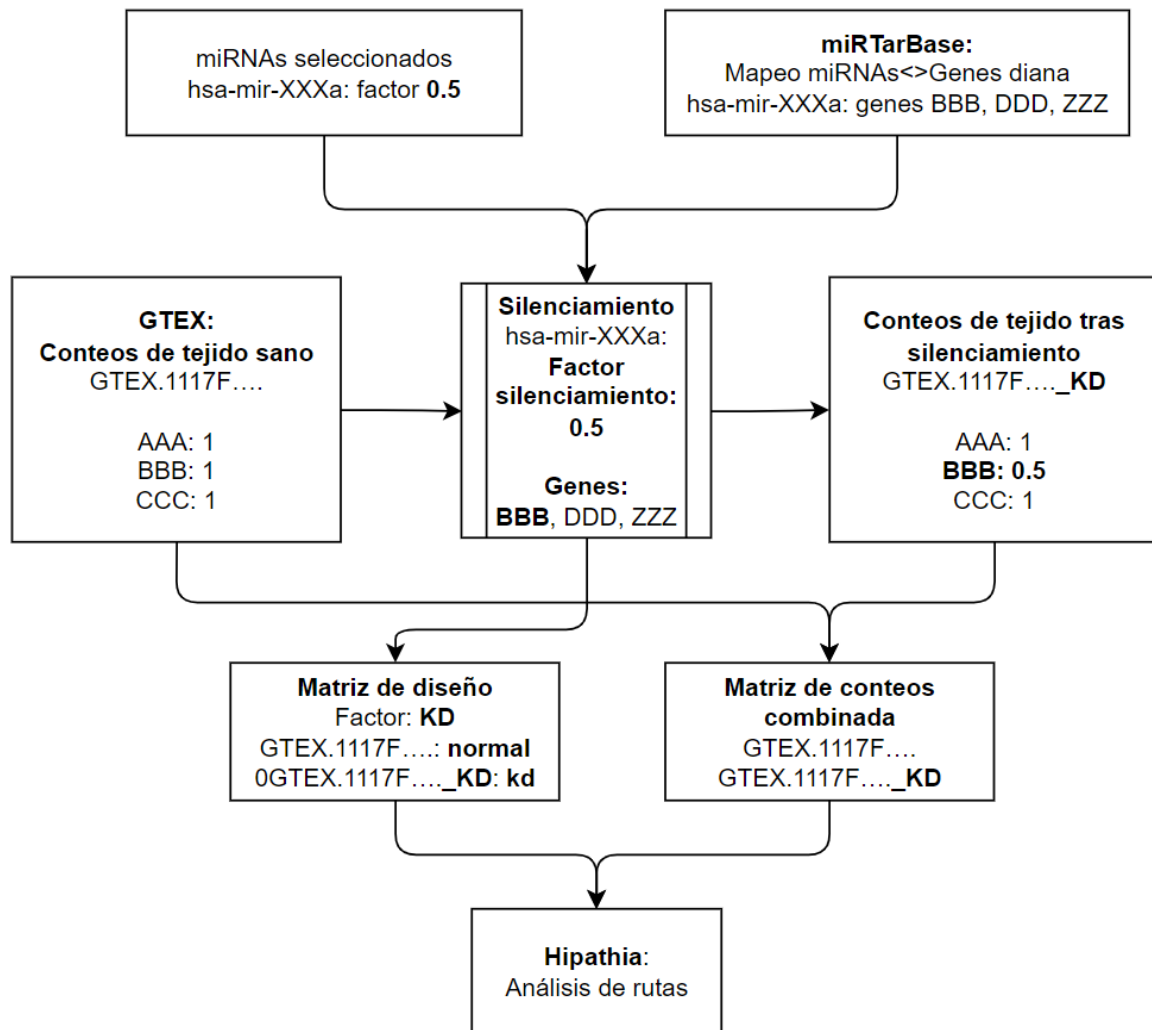 miRNAs seleccionados
hsa-mir-XXXa: factor 0.5
miRTarBase:
Mapeo miRNAs<>Genes diana
hsa-mir-XXXa: genes BBB, DDD, ZZZ
GTEX:
Conteos de tejido sano
GTEX.1117F....
AAA: 1
BBB: 1
CCC: 1
Silenciamiento
hsa-mir-XXXa:
Factor
silenciamiento:
0.5
Genes:
BBB, DDD, ZZZ
Conteos de tejido tras
silenciamiento
GTEX.1117F...._KD
AAA: 1
BBB: 0.5
CCC: 1
Matriz de diseño
Factor: KD
GTEX.1117F....: normal
0GTEX.1117F...._KD: kd
Matriz de conteos
combinada
GTEX.1117F....
GTEX.1117F...._KD
Hipathia:
Análisis de rutas